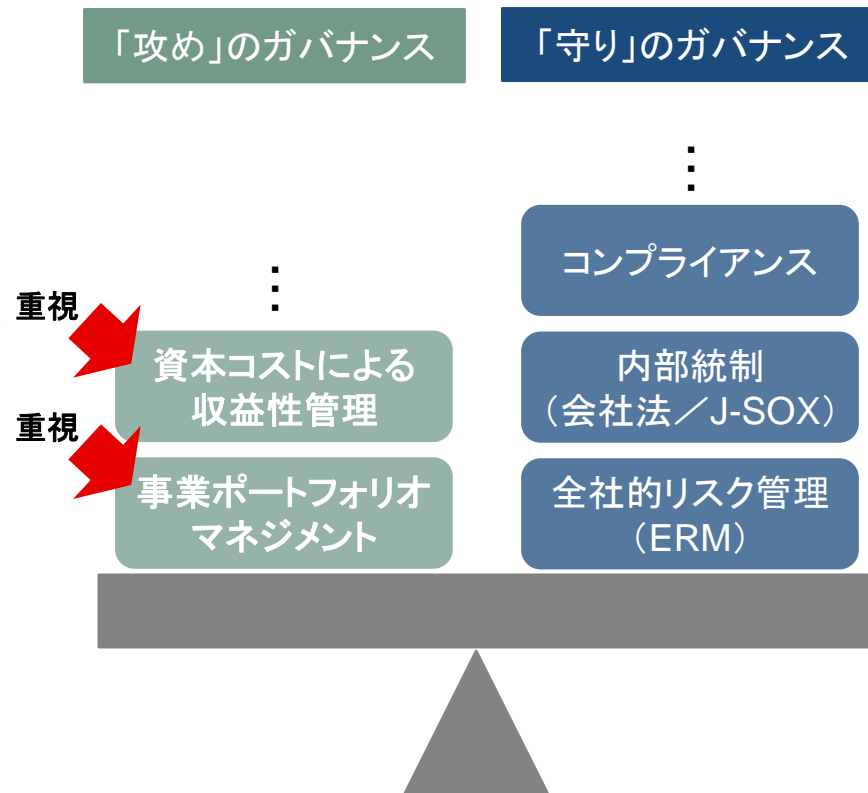 「攻め」のガバナンス
「守り」のガバナンス
⋮
コンプライアンス
⋮
重視
資本コストによる
収益性管理
内部統制
（会社法／J-SOX）
重視
事業ポートフォリオ
マネジメント
全社的リスク管理
（ERM）